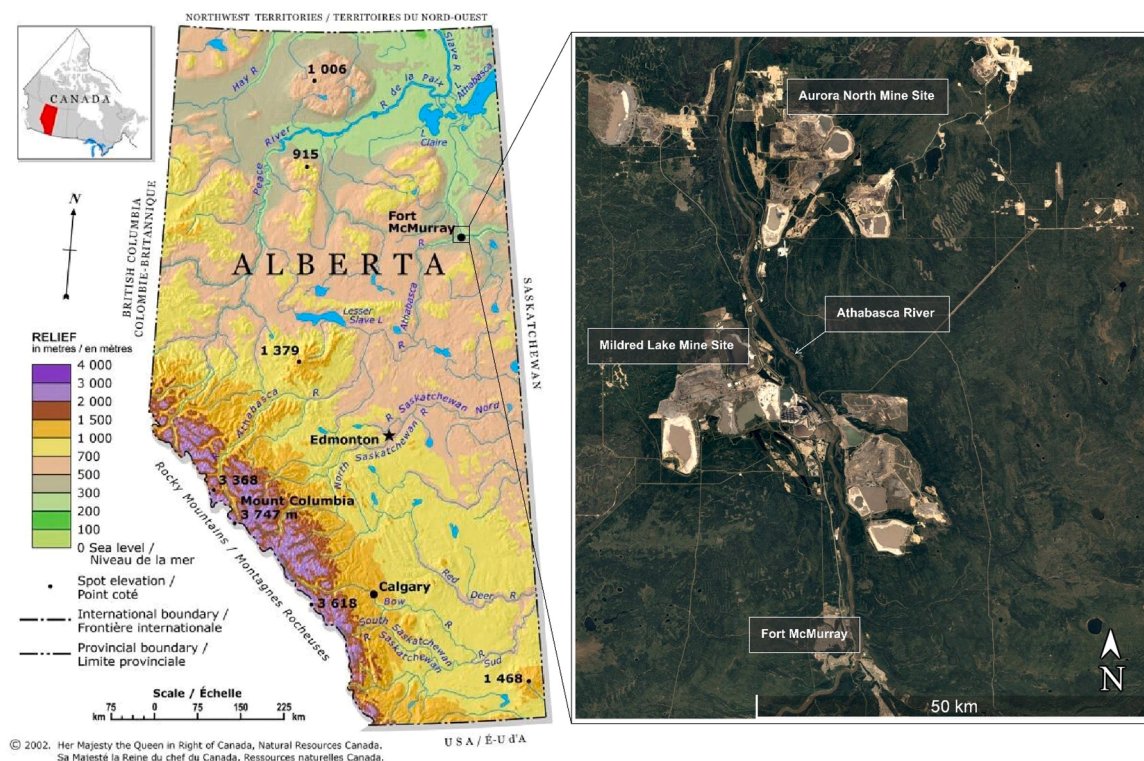 NORTHWEST TERRITORIES / TERRITOIRES DU NORD-OUEST
CANADA
N
BRITISH COLUMBIA
COLOMBIE-BRITANNIQUE
SASKATCHEWAN
Hay R
1 006
Slave R
R de la Paix
L Athabasca
L Claire
Peace River
915
Fort
McMurray
R
ALBERTA
Lesser
Slave L
Athabasca
R
1 379
Athabasca R
R Saskatchewan Nord
Edmonton
North Saskatchewan R
3 368
Mount Columbia
3 747 m
Rocky Mountains / Montagnes Rocheuses
Calgary
Bow
R
Red
Deer R
3 618
South Saskatchewan
R Saskatchewan Sud
R
1 468
RELIEF
in metres / en mètres
4 000
3 000
2 000
1 500
1 000
700
500
300
200
100
0 Sea level /
Niveau de la mer
Spot elevation /
Point coté
International boundary /
Frontière internationale
Provincial boundary /
Limite provinciale
Scale / Échelle
km 75 0 75 150 225 km
USA / É-U d'A
© 2002. Her Majesty the Queen in Right of Canada, Natural Resources Canada.
Sa Majesté la Reine du chef du Canada, Ressources naturelles Canada.
Aurora North Mine Site
Athabasca River
Mildred Lake Mine Site
Fort McMurray
N
50 km